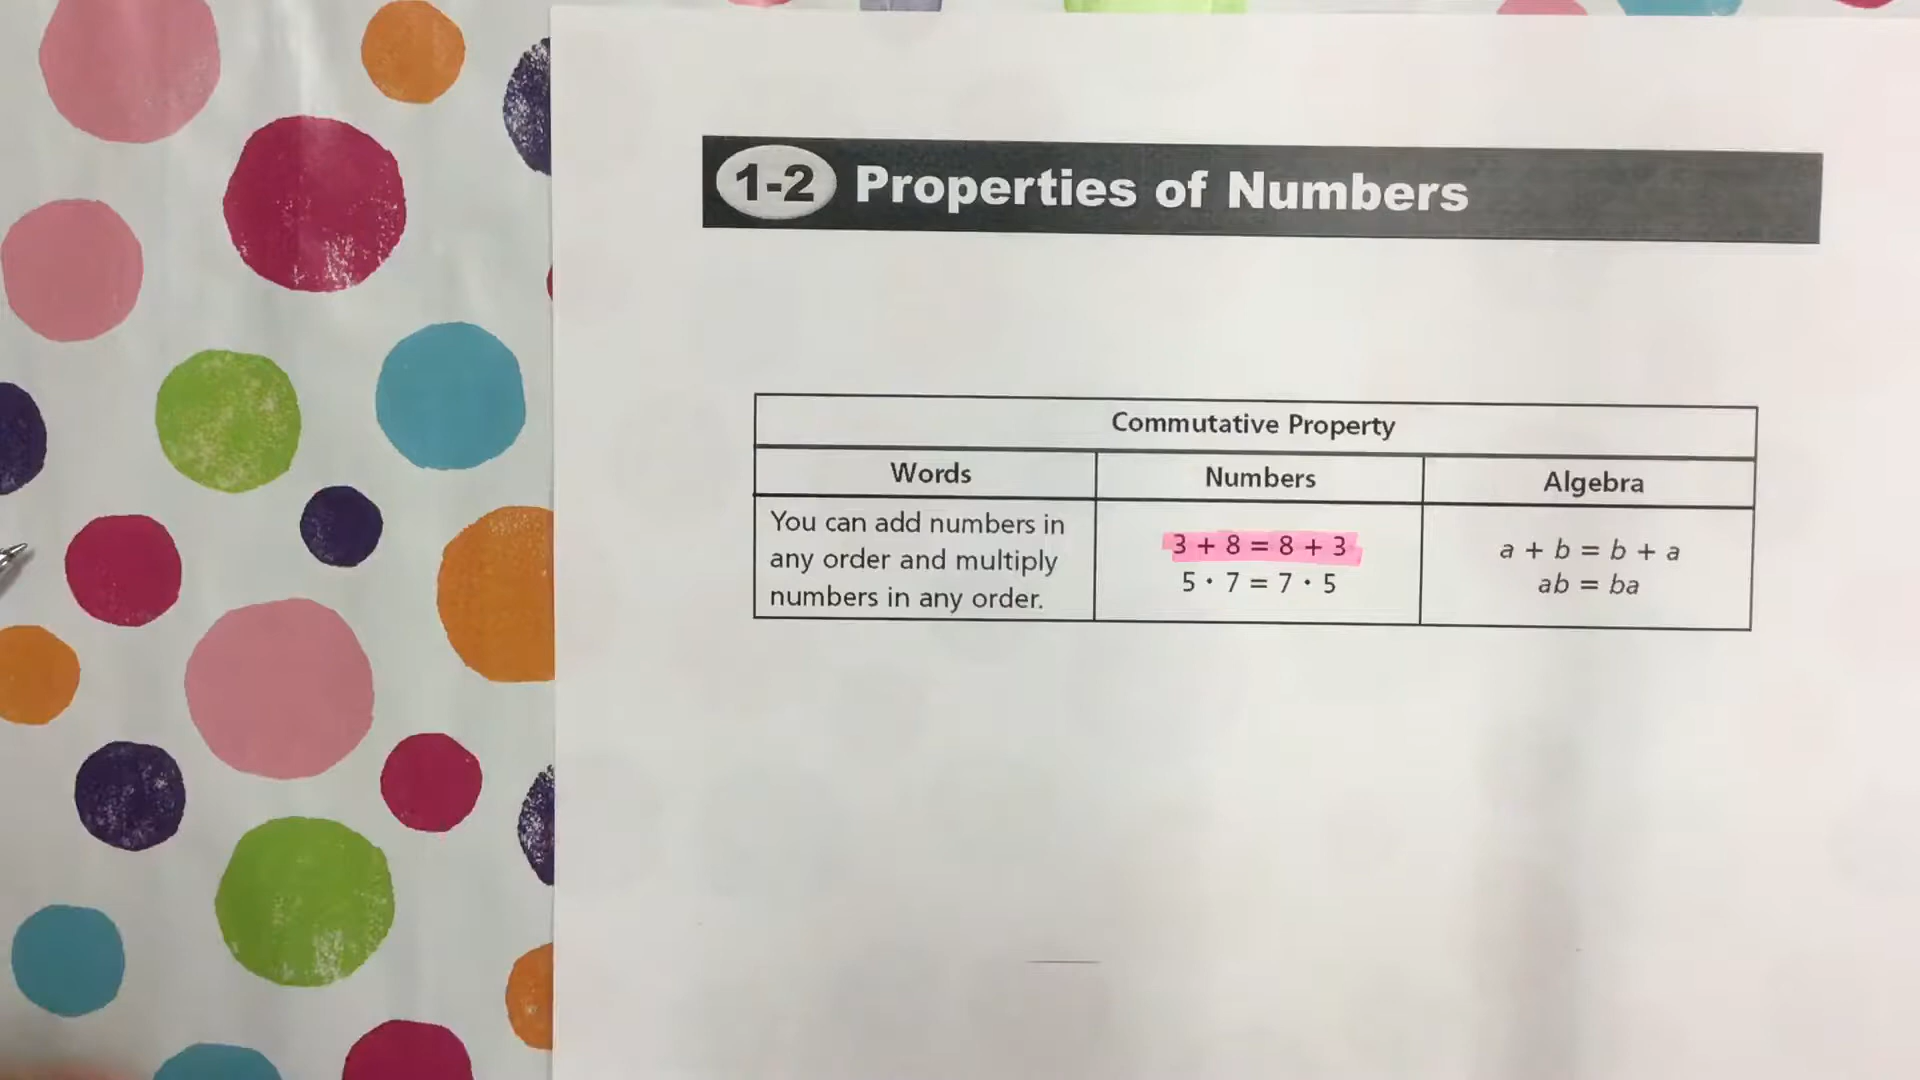 1-2 Properties of Numbers
Commutative Property
Words
Numbers
Algebra
You can add numbers in
any order and multiply
numbers in any order.
3 + 8 = 8 + 3
5 · 7 = 7 · 5
a + b = b + a
ab = ba